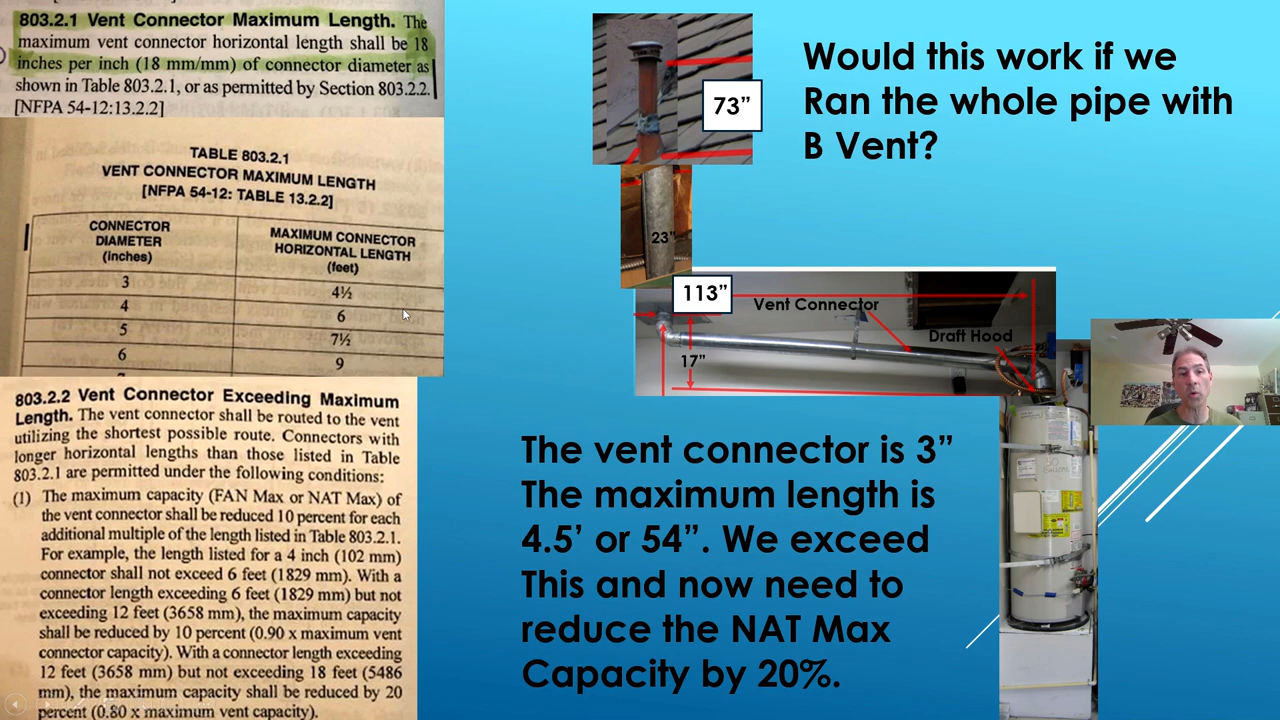 803.2.1 Vent Connector Maximum Length. The
maximum vent connector horizontal length shall be 18
inches per inch (18 mm/mm) of connector diameter as
shown in Table 803.2.1, or as permitted by Section 803.2.2.
[NFPA 54-12:13.2.2]
TABLE 803.2.1
VENT CONNECTOR MAXIMUM LENGTH
[NFPA 54-12: TABLE 13.2.2]
CONNECTOR
DIAMETER
(inches)
MAXIMUM CONNECTOR
HORIZONTAL LENGTH
(feet)
3 4½
4 6
5 7½
6 9
803.2.2 Vent Connector Exceeding Maximum
Length. The vent connector shall be routed to the vent
utilizing the shortest possible route. Connectors with
longer horizontal lengths than those listed in Table
803.2.1 are permitted under the following conditions:
(1) The maximum capacity (FAN Max or NAT Max) of
the vent connector shall be reduced 10 percent for each
additional multiple of the length listed in Table 803.2.1.
For example, the length listed for a 4 inch (102 mm)
connector shall not exceed 6 feet (1829 mm). With a
connector length exceeding 6 feet (1829 mm) but not
exceeding 12 feet (3658 mm), the maximum capacity
shall be reduced by 10 percent (0.90 x maximum vent
connector capacity). With a connector length exceeding
12 feet (3658 mm) but not exceeding 18 feet (5486
mm), the maximum capacity shall be reduced by 20
percent (0.80 x maximum vent capacity).
73”
23”
113”
Vent Connector
Draft Hood
17”
Would this work if we
Ran the whole pipe with
B Vent?
The vent connector is 3”
The maximum length is
4.5’ or 54”. We exceed
This and now need to
reduce the NAT Max
Capacity by 20%.